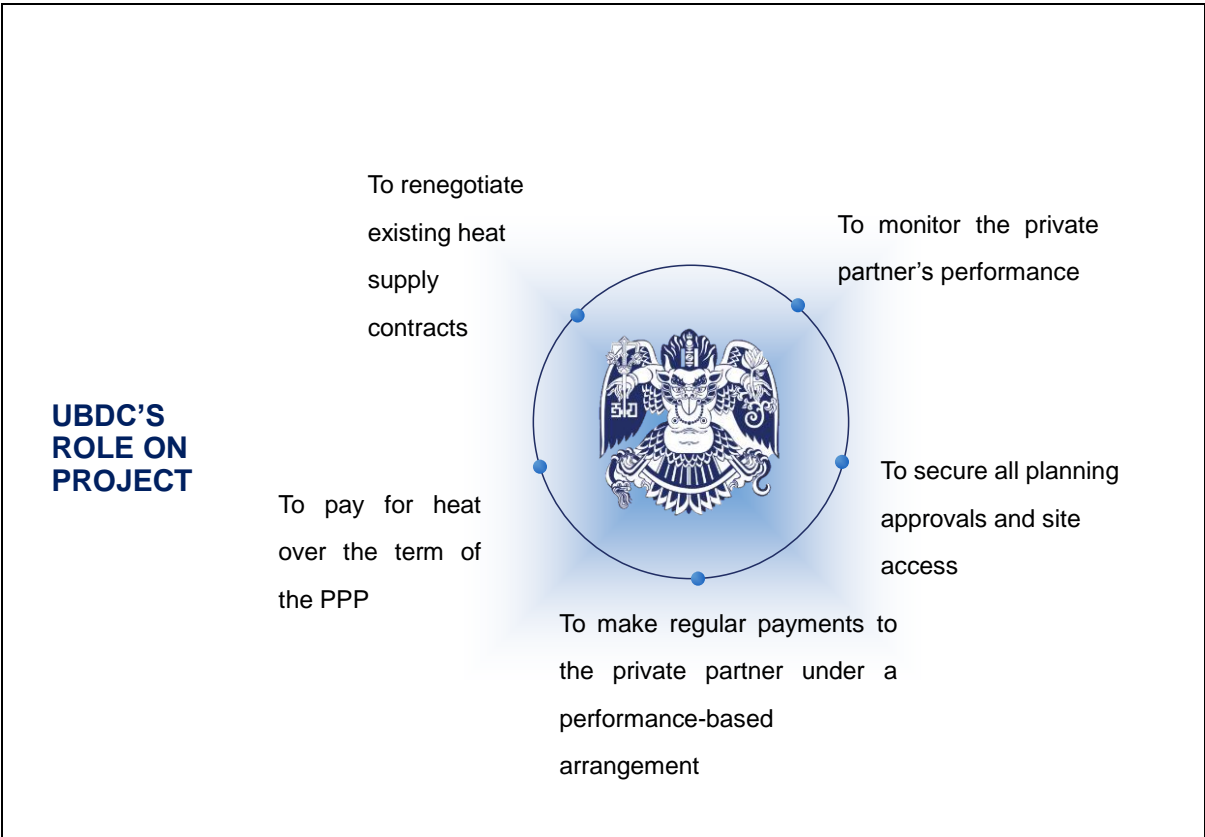 UBDC’S
ROLE ON
PROJECT
To renegotiate
existing heat
supply
contracts
To monitor the private
partner’s performance
To secure all planning
approvals and site
access
To make regular payments to
the private partner under a
performance-based
arrangement
To pay for heat
over the term of
the PPP